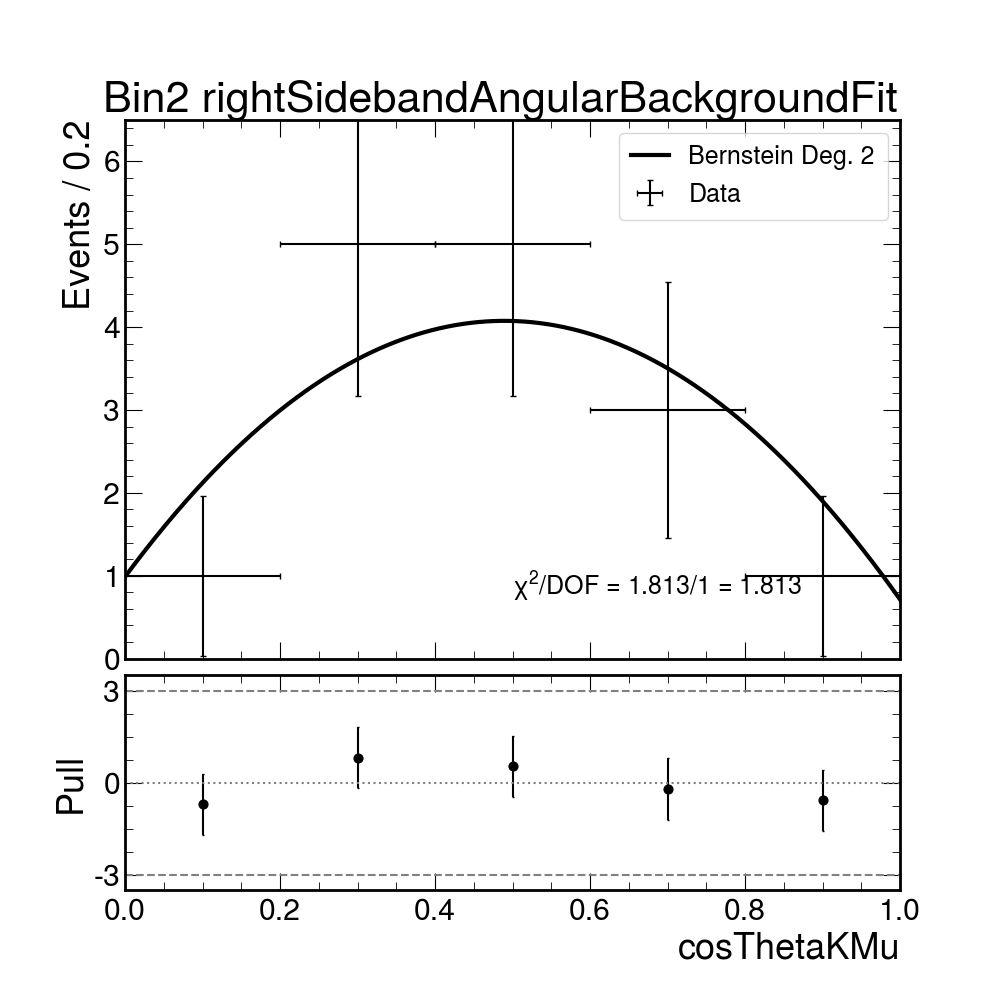 Bin2 rightSidebandAngularBackgroundFit
Events / 0.2
6
5
4
3
2
1
0
Bernstein Deg. 2
Data
χ²/DOF = 1.813/1 = 1.813
Pull
3
0
-3
0.0 0.2 0.4 0.6 0.8 1.0
cosThetaKMu